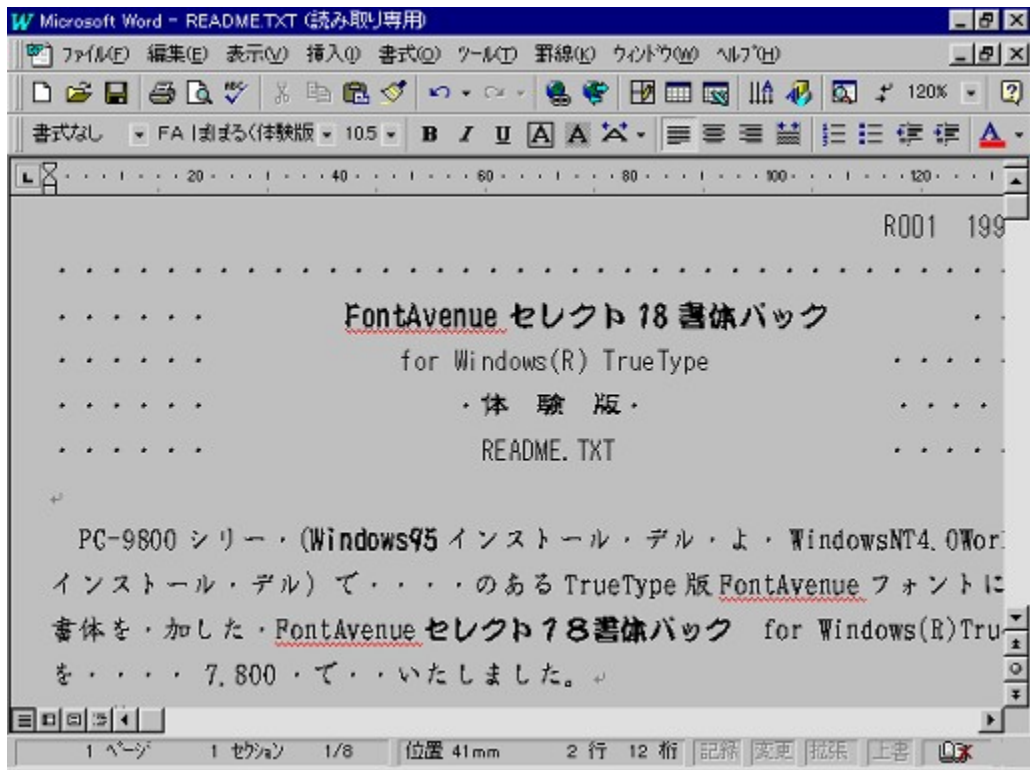 Microsoft Word - README.TXT (読み取り専用)
ファイル(F) 編集(E) 表示(V) 挿入(I) 書式(O) ツール(T) 罫線(K) ウィンドウ(W) ヘルプ(H)
120%
書式なし FA ぽぽまるく(体験版 10.5 B I U A A
20 40 60 80 100 120
R001 199
・・・・・・・・・・・・・・・・・・・・・・・・・・・・・・・・・・・・
・・・・・・ FontAvenue セレクト 18 書体パック ・・
・・・・・・ for Windows(R) TrueType ・・・・・
・・・・・・ ・体 験 版・ ・・・・
・・・・・・ README.TXT ・・・・・
PC-9800 シリー・(Windows95 インストール・デル・よ・WindowsNT4.0Wor
インストール・デル) で・・・・のある TrueType 版 FontAvenue フォントに
書体を・加した・FontAvenue セレクト18書体パック for Windows(R)Tru
を・・・・ 7,800 ・で・・いたしました。
1 ページ 1 セクション 1/8 位置 41mm 2 行 12 桁 記録 変更 拡張 上書